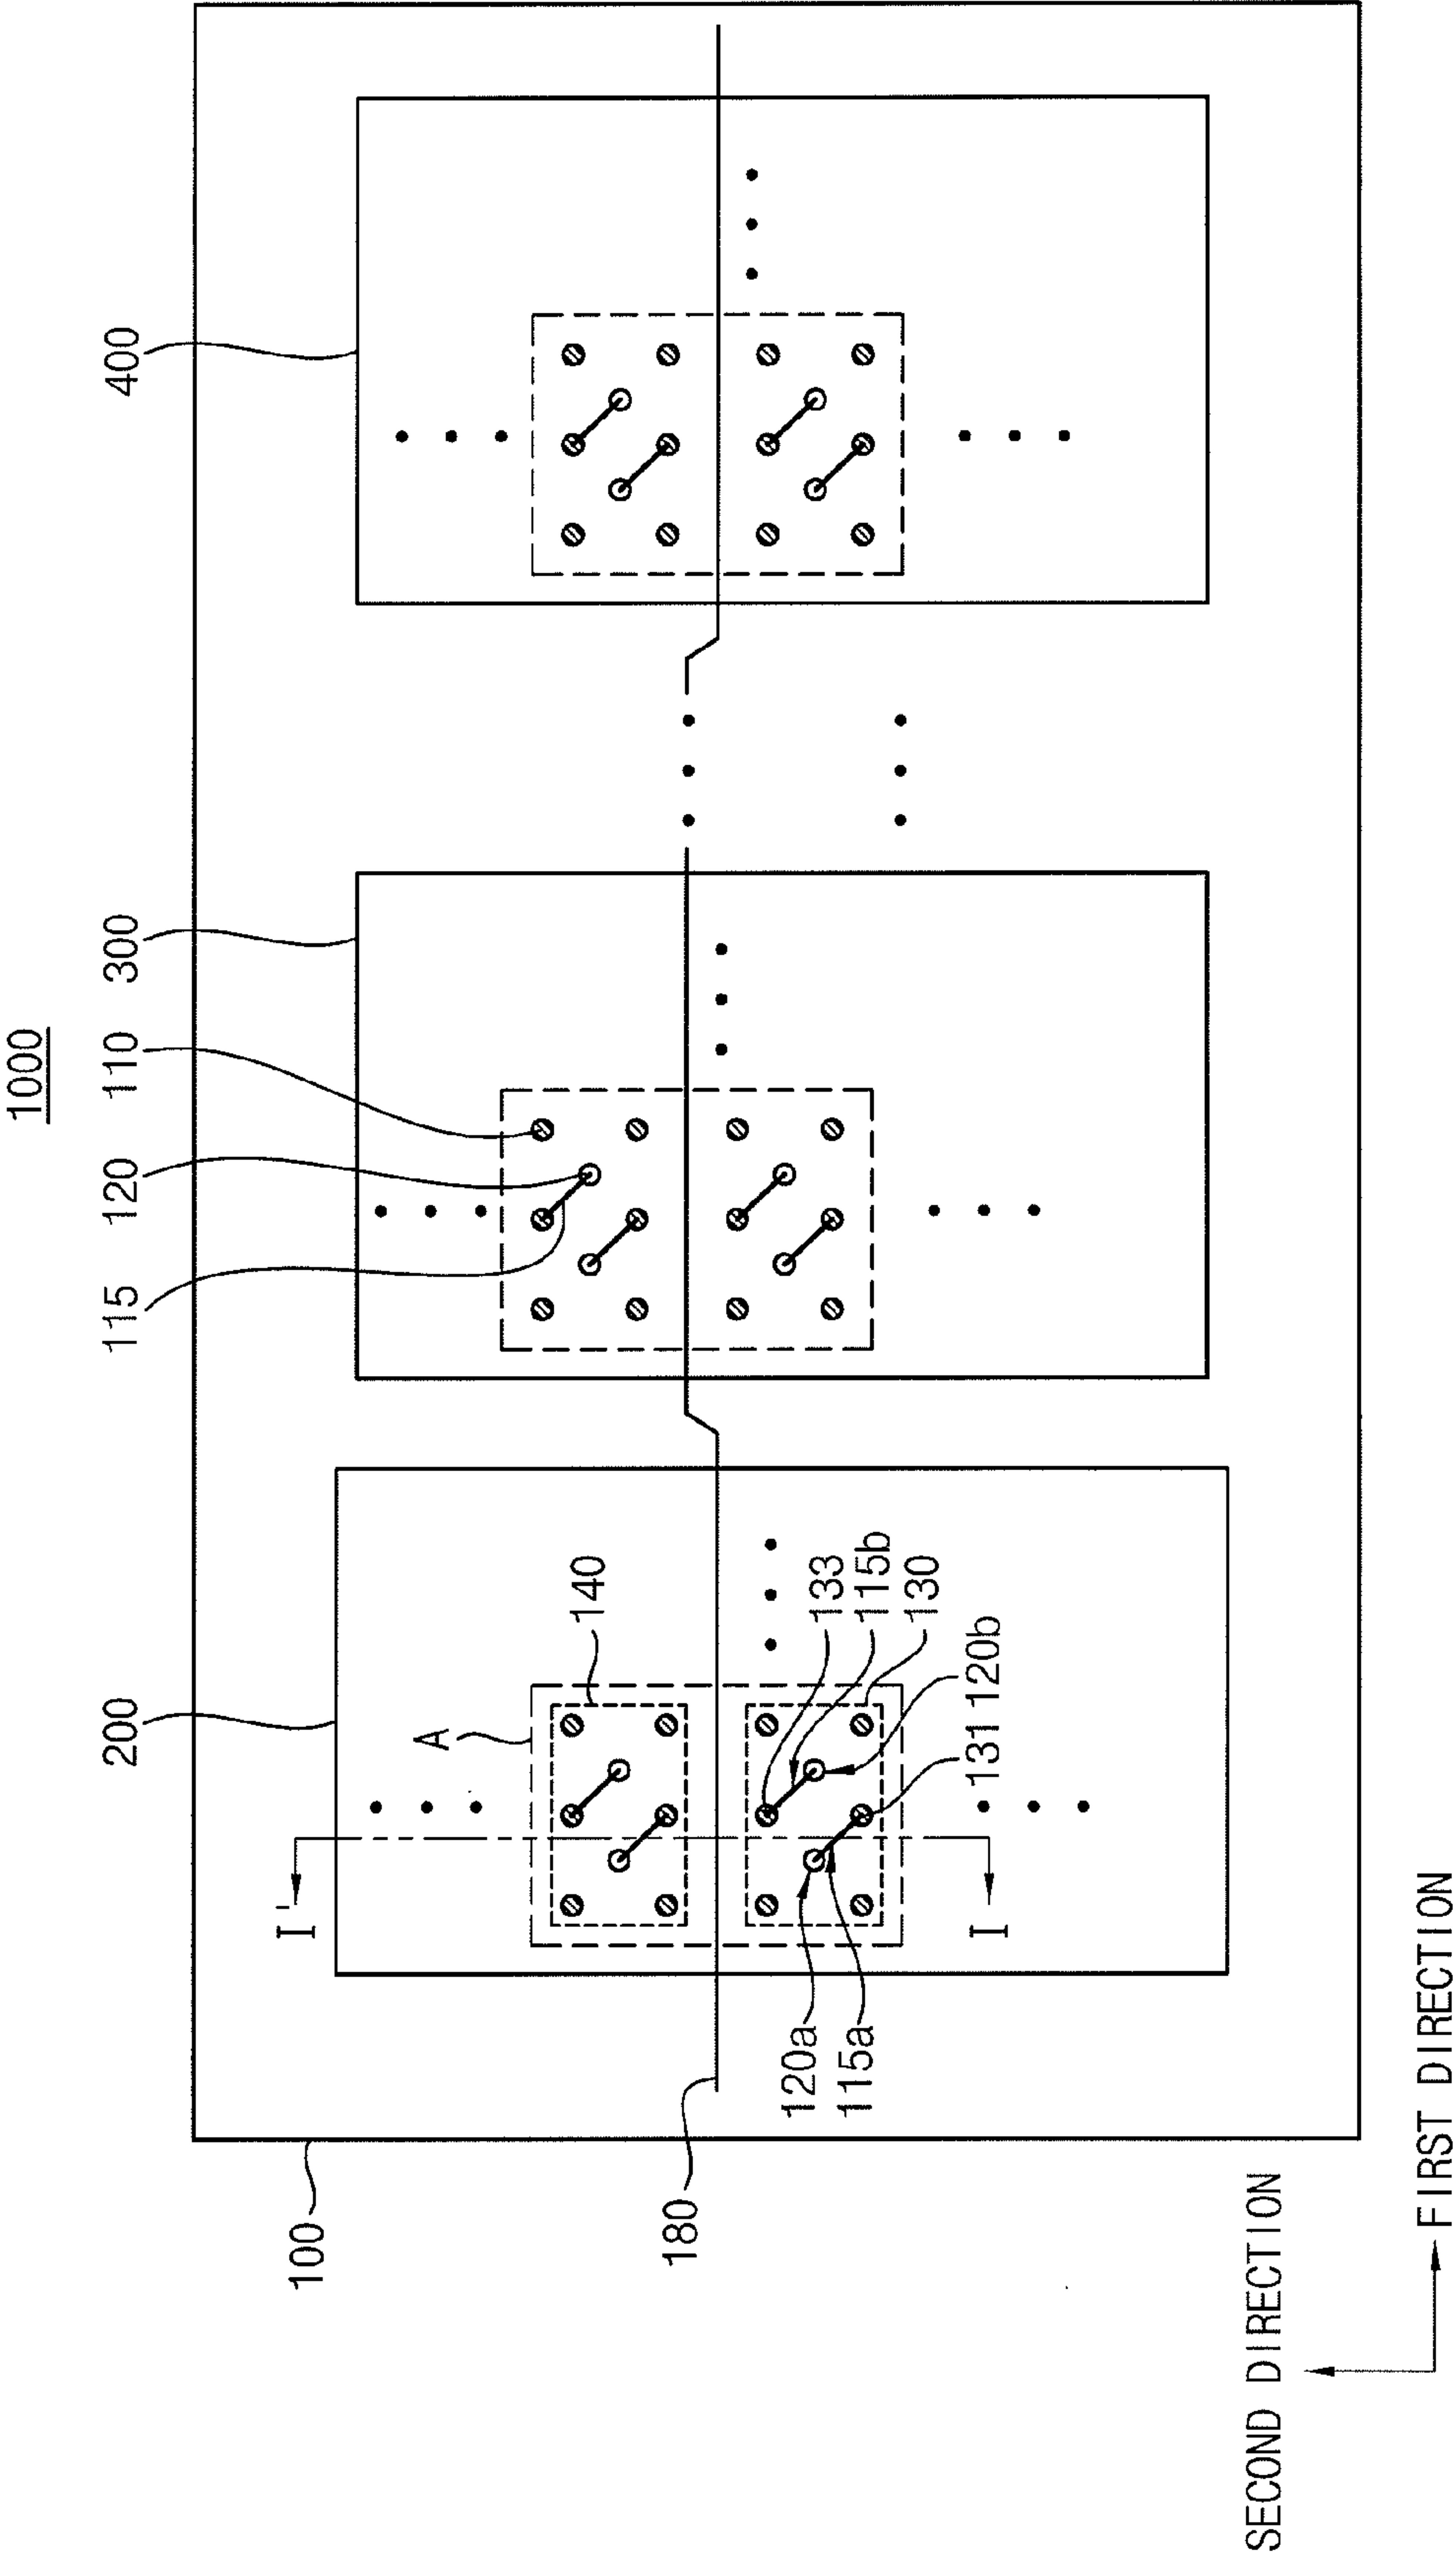 1000
100
200
300
400
110
120
115
A
140
180
133
115b
130
120b
131
120a
115a
I'
I
SECOND DIRECTION
FIRST DIRECTION